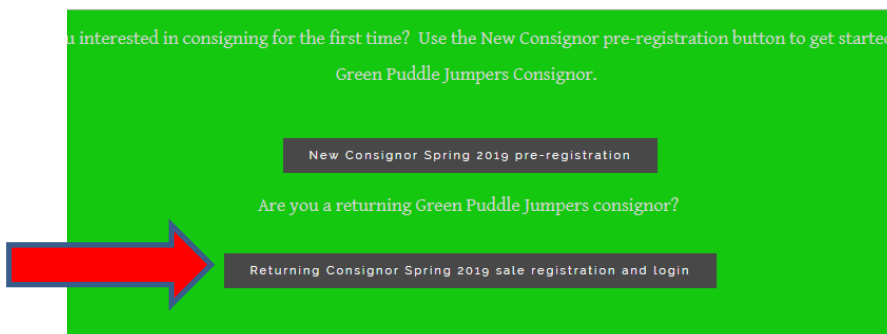 interested in consigning for the first time? Use the New Consignor pre-registration button to get started
Green Puddle Jumpers Consignor.
New Consignor Spring 2019 pre-registration
Are you a returning Green Puddle Jumpers consignor?
Returning Consignor Spring 2019 sale registration and login